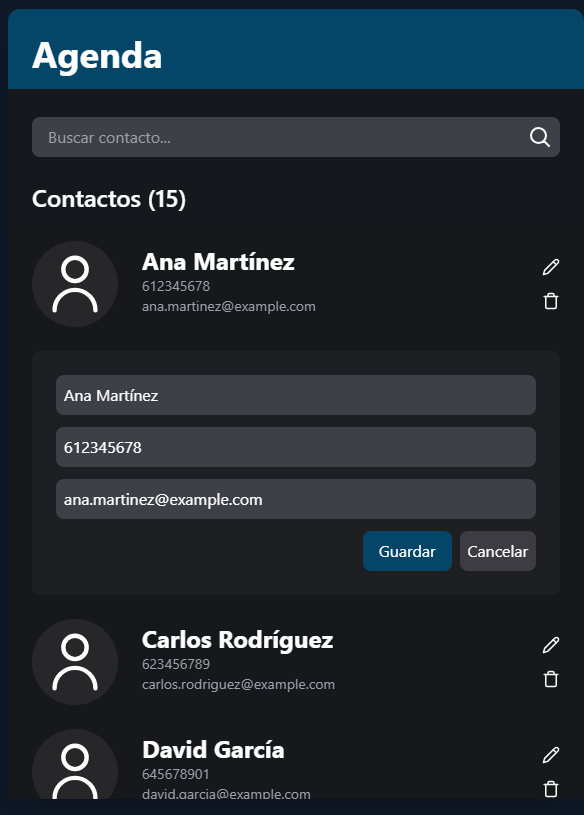 Agenda
Buscar contacto...
Contactos (15)
Ana Martínez
612345678
ana.martinez@example.com
Ana Martínez
612345678
ana.martinez@example.com
Guardar Cancelar
Carlos Rodríguez
623456789
carlos.rodriguez@example.com
David García
645678901
david.garcia@example.com